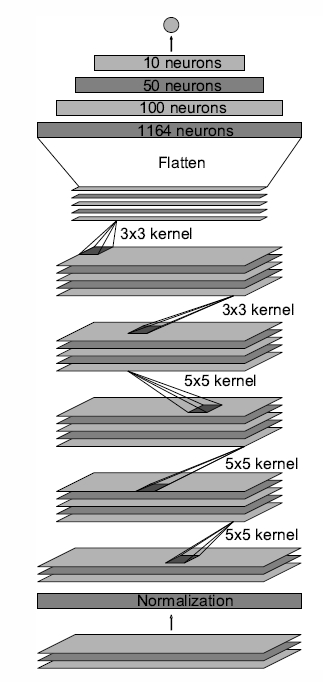 10 neurons
50 neurons
100 neurons
1164 neurons
Flatten
3x3 kernel
3x3 kernel
5x5 kernel
5x5 kernel
5x5 kernel
Normalization